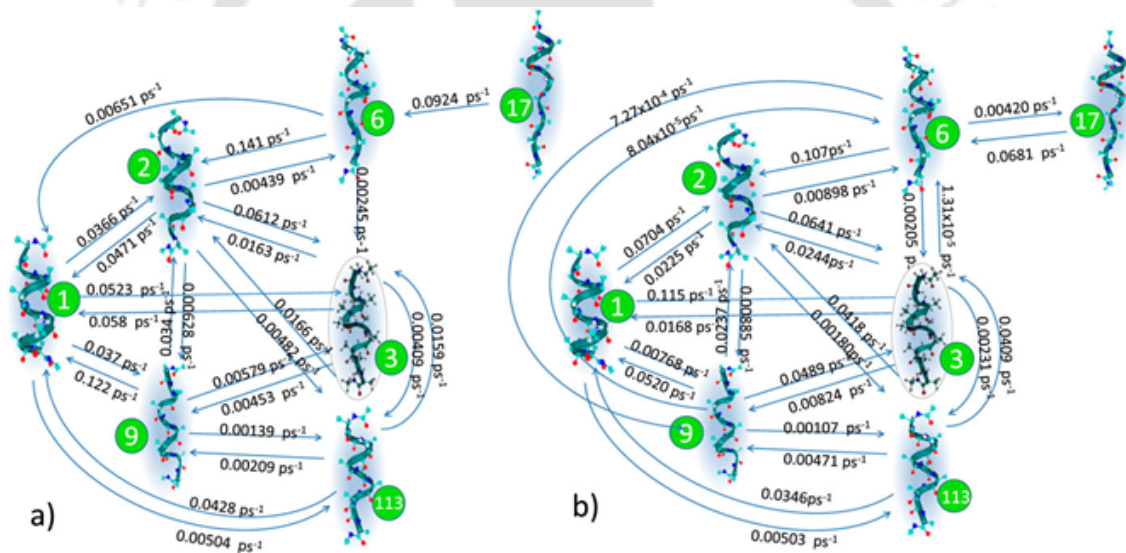 0.00651 ps-1
6
0.0924 ps-1
17
2
0.141 ps-1
0.00439 ps-1
0.00245 ps-1
0.0366 ps-1
0.0471 ps-1
0.0612 ps-1
0.0163 ps-1
1
0.0523 ps-1
0.058 ps-1
0.034 ps-1
0.00628 ps-1
0.0166 ps-1
0.00482 ps-1
3
0.00409 ps-1
0.0159 ps-1
0.037 ps-1
0.122 ps-1
0.00579 ps-1
0.00453 ps-1
9
0.00139 ps-1
0.00209 ps-1
113
0.0428 ps-1
0.00504 ps-1
a)
7.27x10-4 ps-1
8.04x10-5 ps-1
6
0.00420 ps-1
0.0681 ps-1
17
2
0.107ps-1
0.00898 ps-1
0.00205 p
1.31x10-5 ps-1
0.0704 ps-1
0.0225 ps-1
0.0641 ps-1
0.0244ps-1
1
0.115 ps-1
0.0168 ps-1
0.0237 ps-1
0.00885 ps-1
0.0418 ps-1
0.00180ps-1
3
0.00231 ps-1
0.0409 ps-1
0.00768 ps-1
0.0520 ps-1
0.0489 ps-1
0.00824 ps-1
9
0.00107 ps-1
0.00471 ps-1
113
0.0346ps-1
0.00503 ps-1
b)